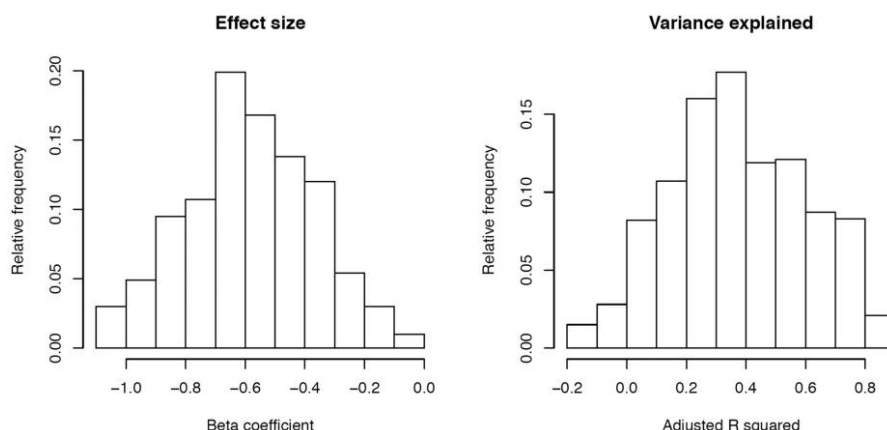 Effect size
Relative frequency
0.00 0.05 0.10 0.15 0.20
−1.0 −0.8 −0.6 −0.4 −0.2 0.0
Beta coefficient
Variance explained
Relative frequency
0.00 0.05 0.10 0.15
−0.2 0.0 0.2 0.4 0.6 0.8
Adjusted R squared